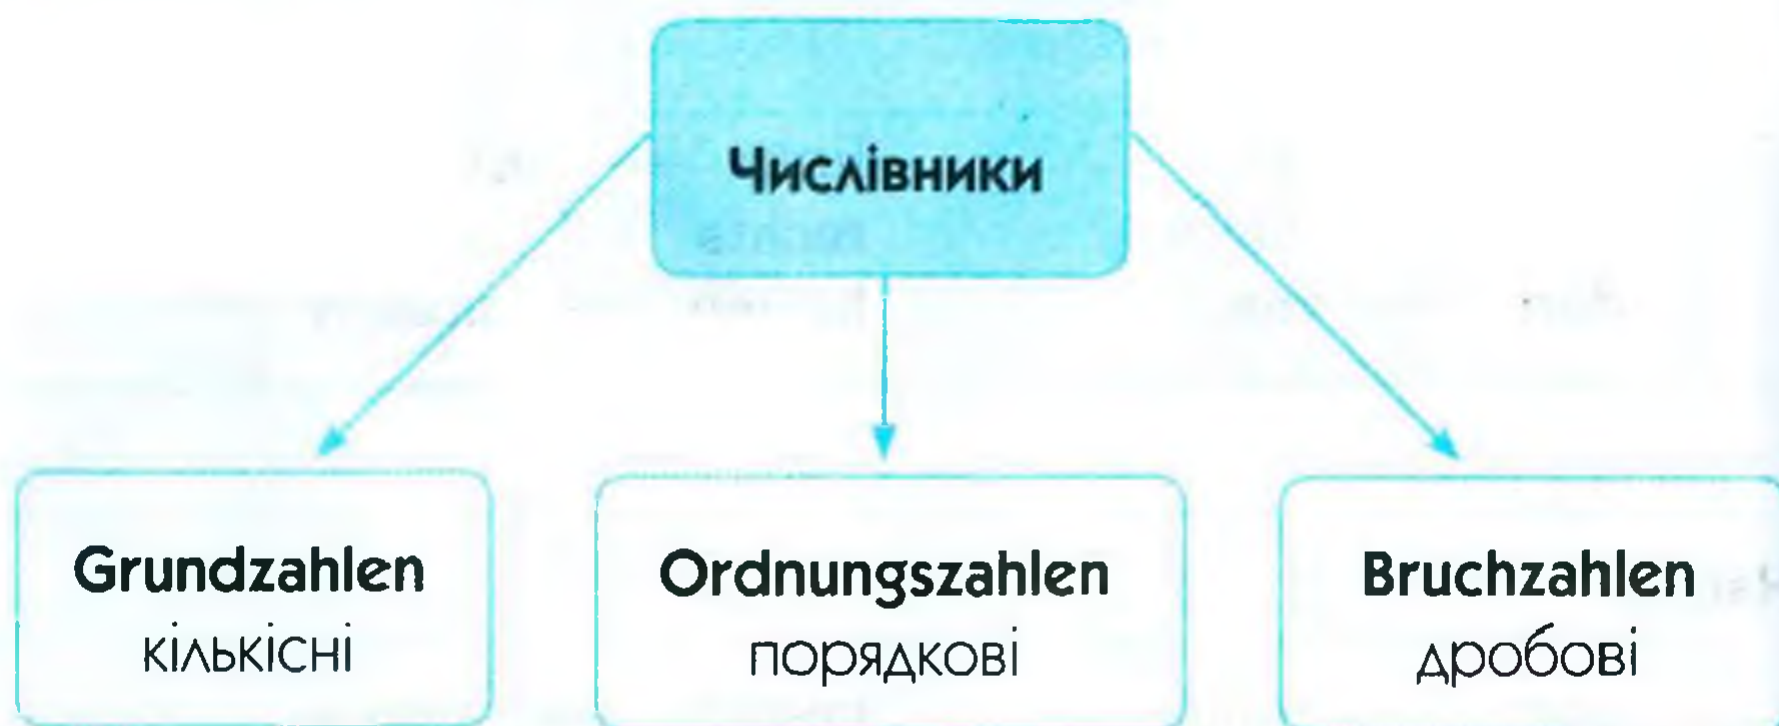 Числівники
Grundzahlen
кількісні
Ordnungszahlen
порядкові
Bruchzahlen
дробові